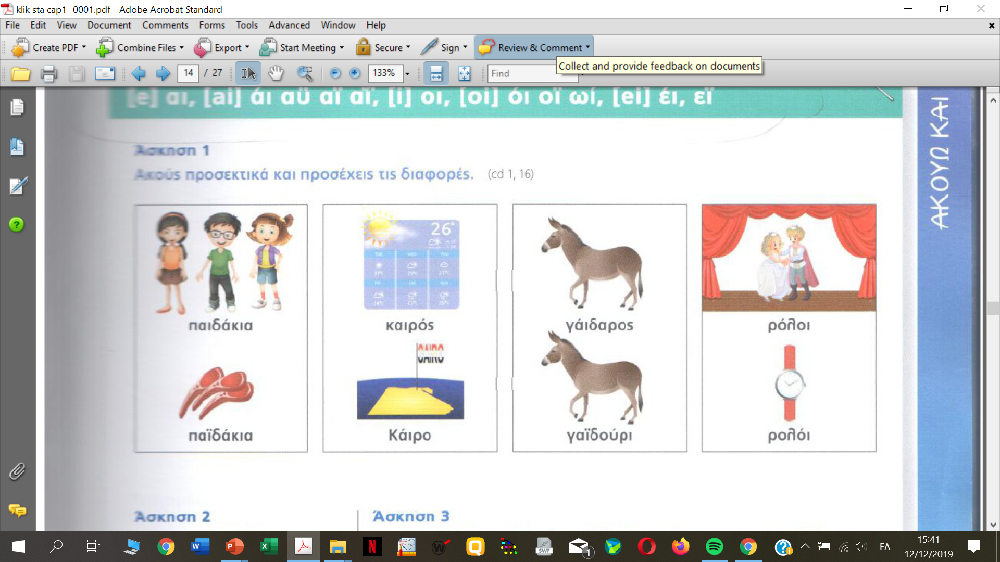 klik sta cap1- 0001.pdf - Adobe Acrobat Standard
File Edit View Document Comments Forms Tools Advanced Window Help
Create PDF Combine Files Export Start Meeting Secure Sign Review & Comment
Collect and provide feedback on documents
14 / 27 133% Find
[e] αι, [ai] άι αϋ αϊ αΐ, [i] οι, [oi] όι οϊ ωί, [ei] έι, εϊ
ΑΚΟΥΩ ΚΑΙ
Άσκηση 1
Ακούς προσεκτικά και προσέχεις τις διαφορές. (cd 1, 16)
26°
παιδάκια καιρός γάιδαρος ρόλοι
CAIRO
παϊδάκια Κάιρο γαϊδούρι ρολόι
Άσκηση 2 Άσκηση 3
SWF
1
ΕΛ
15:41
12/12/2019